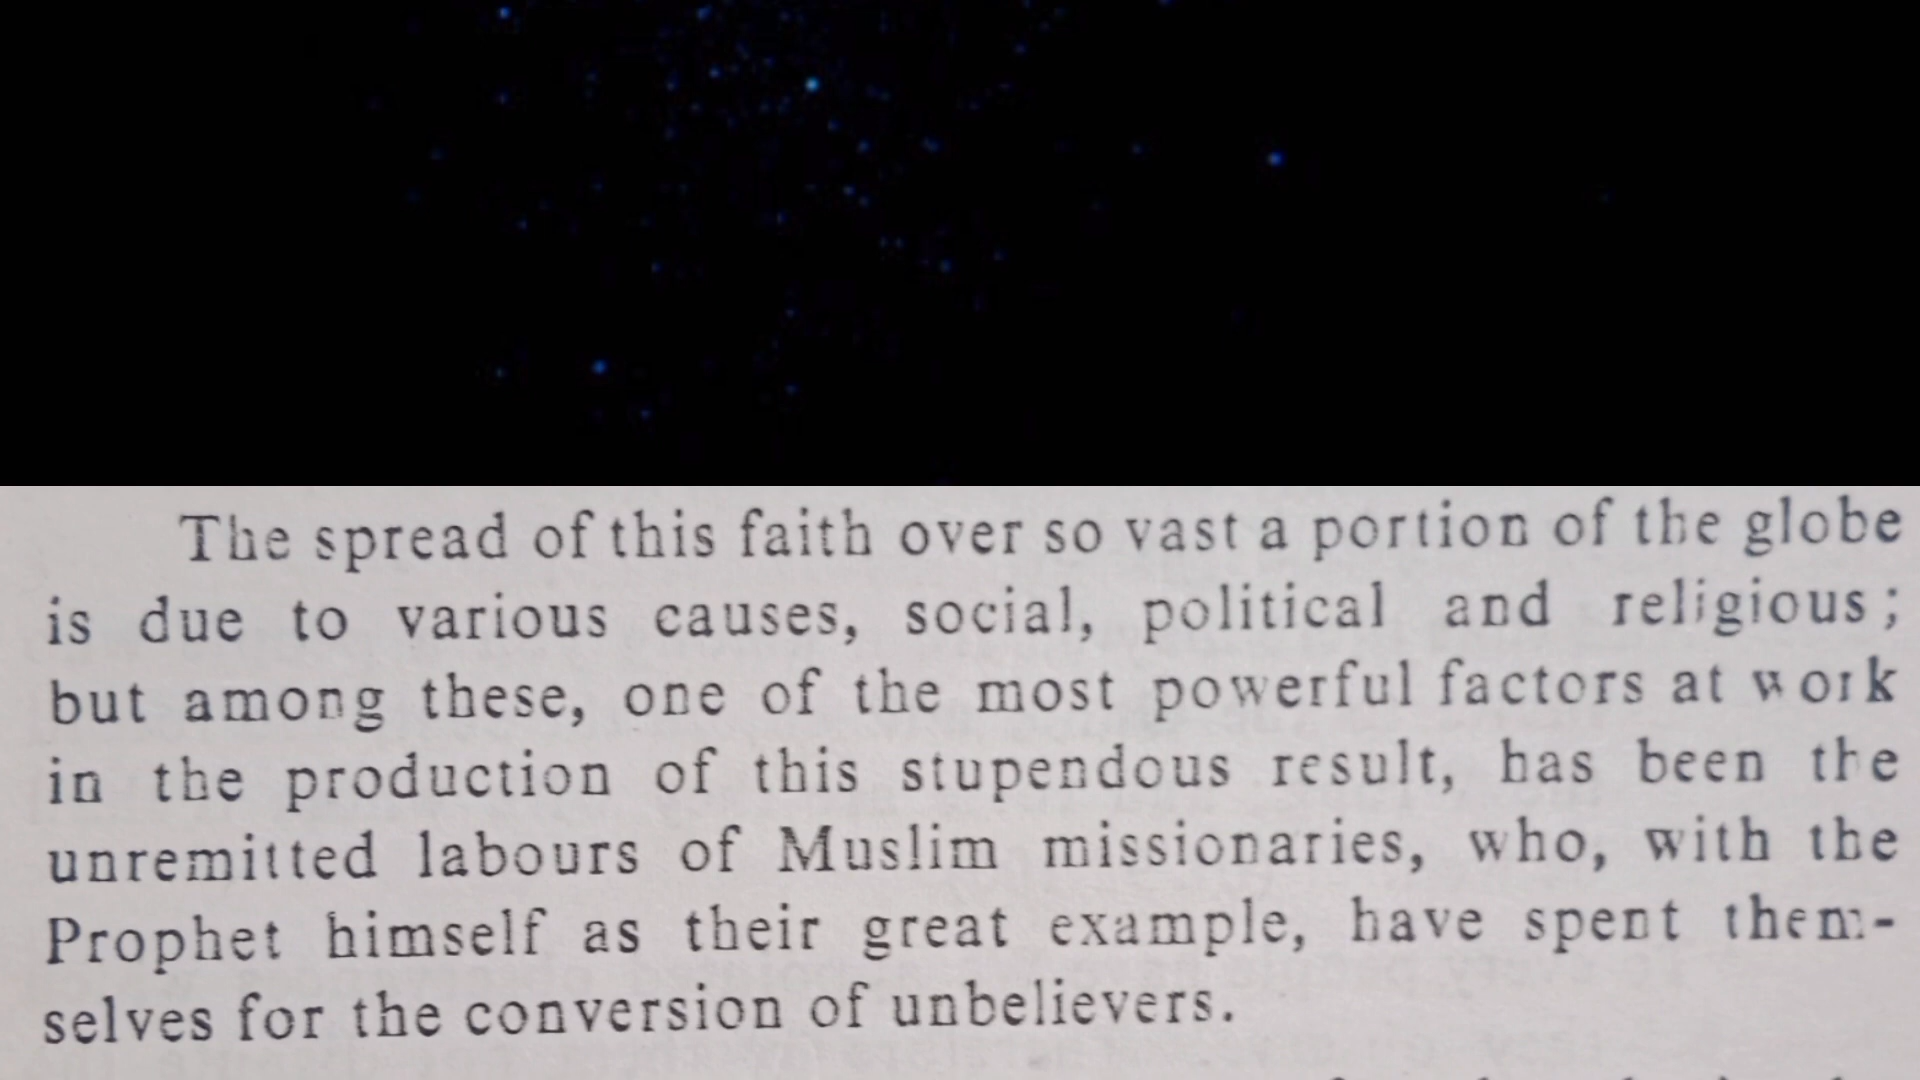 The spread of this faith over so vast a portion of the globe
is due to various causes, social, political and religious;
but among these, one of the most powerful factors at work
in the production of this stupendous result, has been the
unremitted labours of Muslim missionaries, who, with the
Prophet himself as their great example, have spent them-
selves for the conversion of unbelievers.